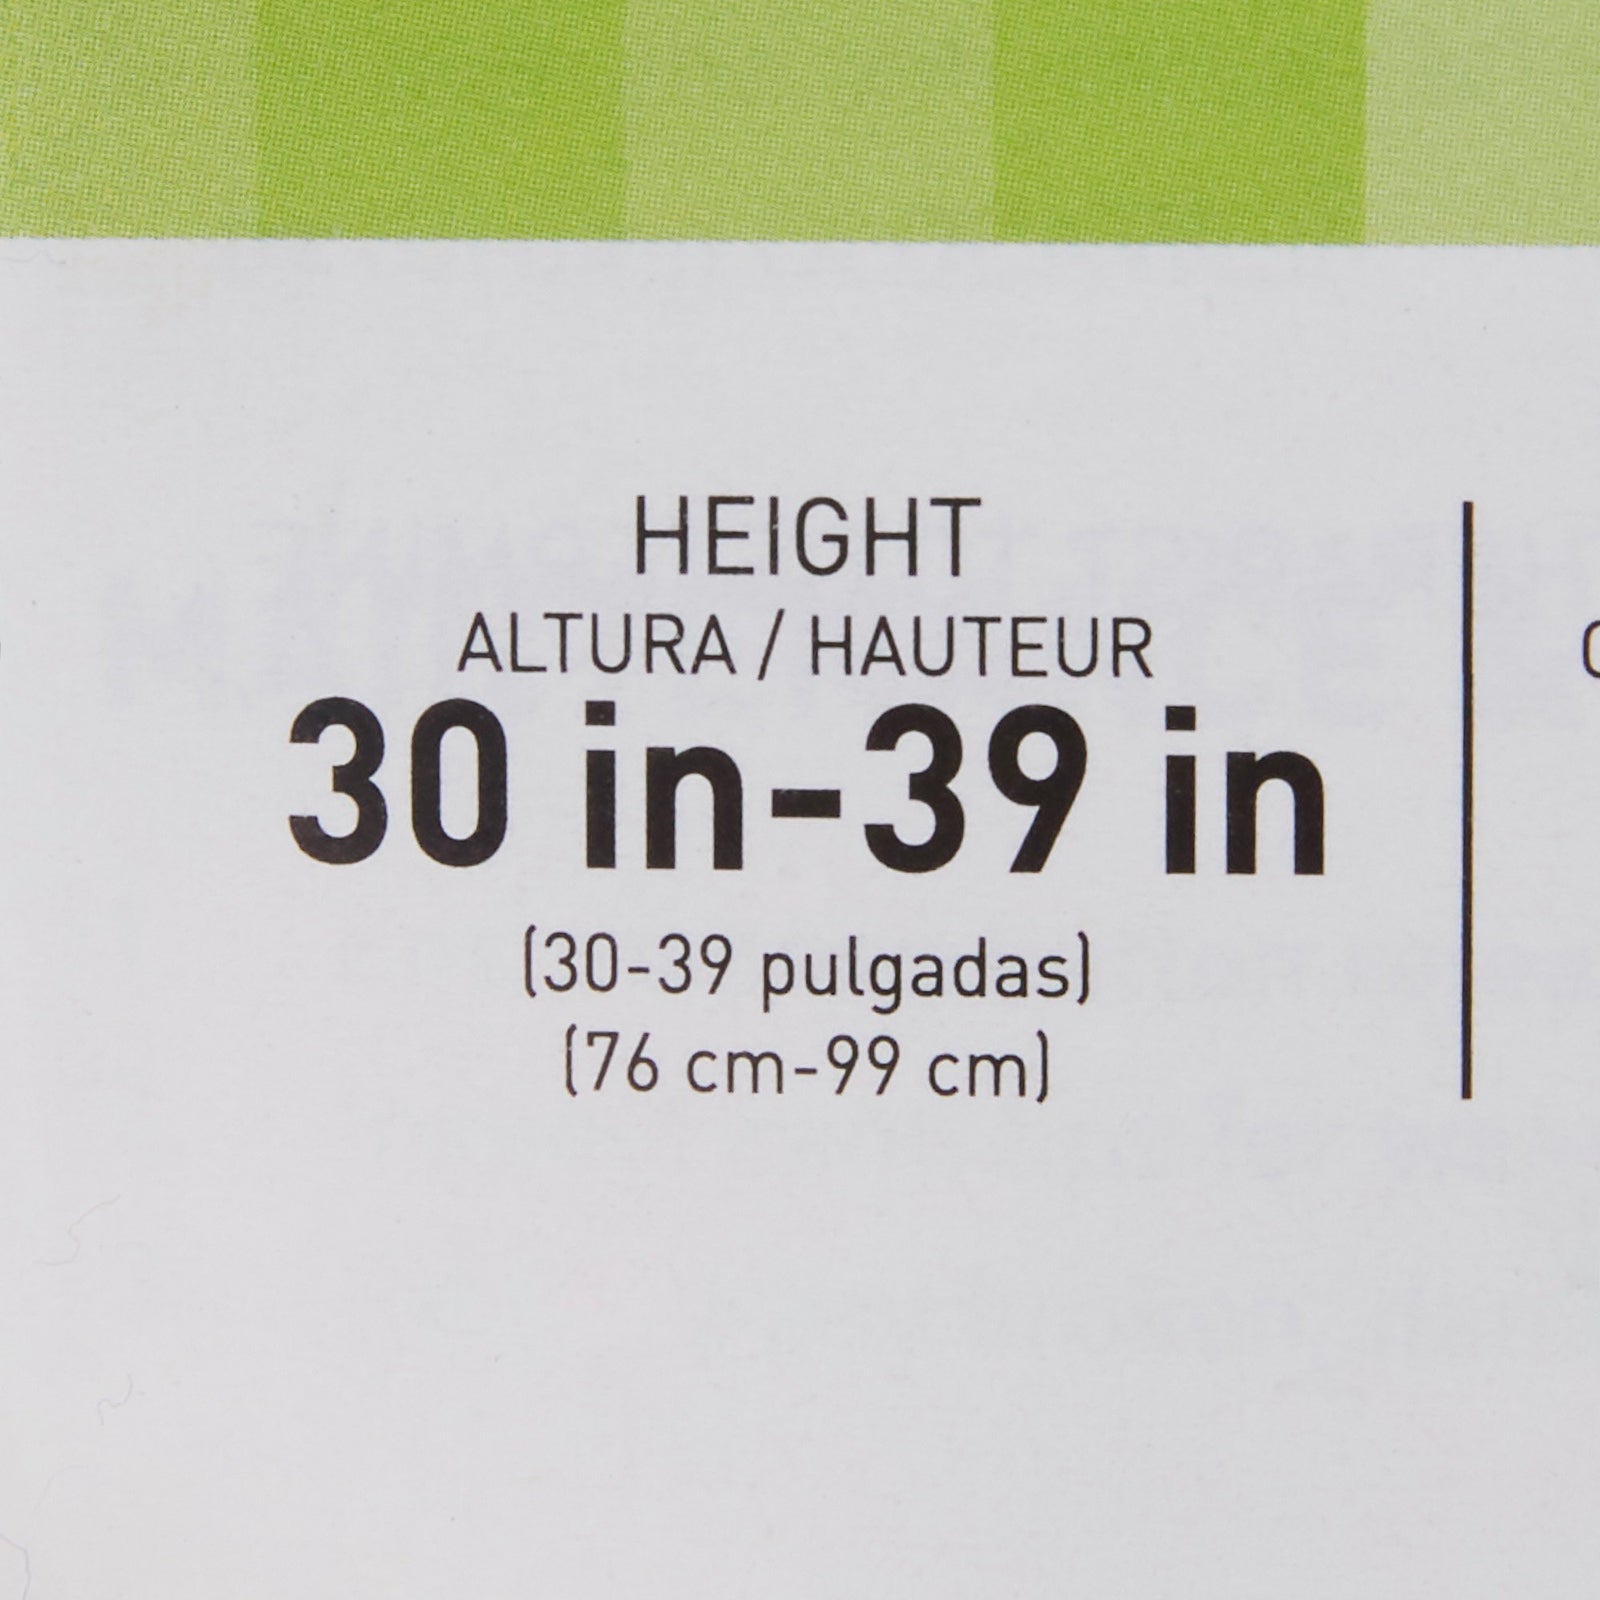 HEIGHT
ALTURA / HAUTEUR
30 in-39 in
(30-39 pulgadas)
(76 cm-99 cm)